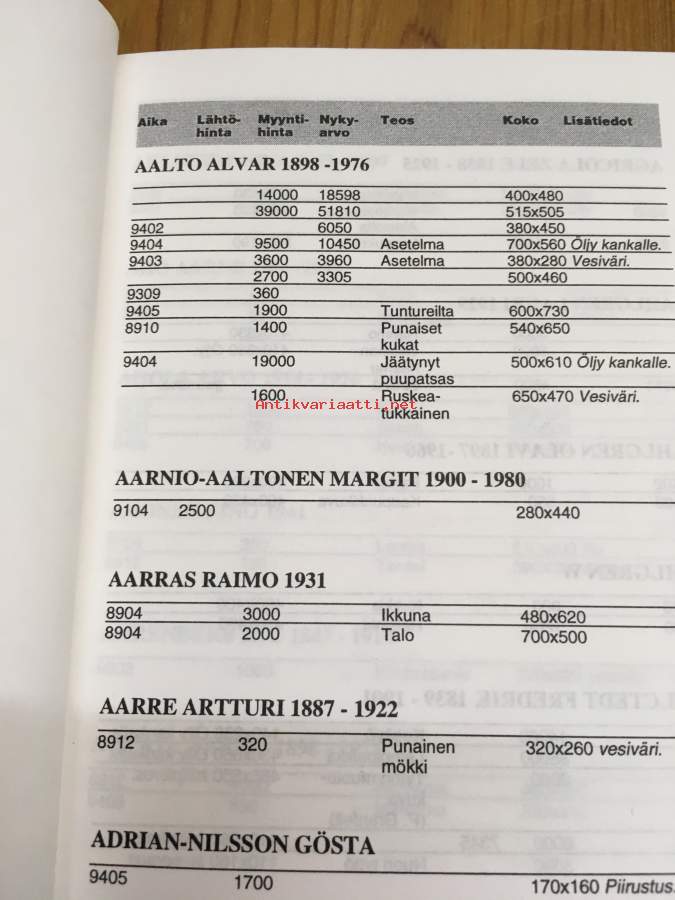 Aika Lähtö- Myynti- Nyky- Teos Koko Lisätiedot
hinta hinta arvo
AALTO ALVAR 1898 -1976
14000 18598 400x480
39000 51810 515x505
9402 6050 380x450
9404 9500 10450 Asetelma 700x560 Öljy kankalle.
9403 3600 3960 Asetelma 380x280 Vesiväri.
2700 3305 500x460
9309 360
9405 1900 Tuntureilta 600x730
8910 1400 Punaiset 540x650
kukat
9404 19000 Jäätynyt 500x610 Öljy kankalle.
puupatsas
1600 Ruskea- 650x470 Vesiväri.
Antikvariaatti.net
tukkainen
AARNIO-AALTONEN MARGIT 1900 - 1980
9104 2500 280x440
AARRAS RAIMO 1931
8904 3000 Ikkuna 480x620
8904 2000 Talo 700x500
AARRE ARTTURI 1887 - 1922
8912 320 Punainen 320x260 vesiväri.
mökki
ADRIAN-NILSSON GÖSTA
9405 1700 170x160 Piirustus.